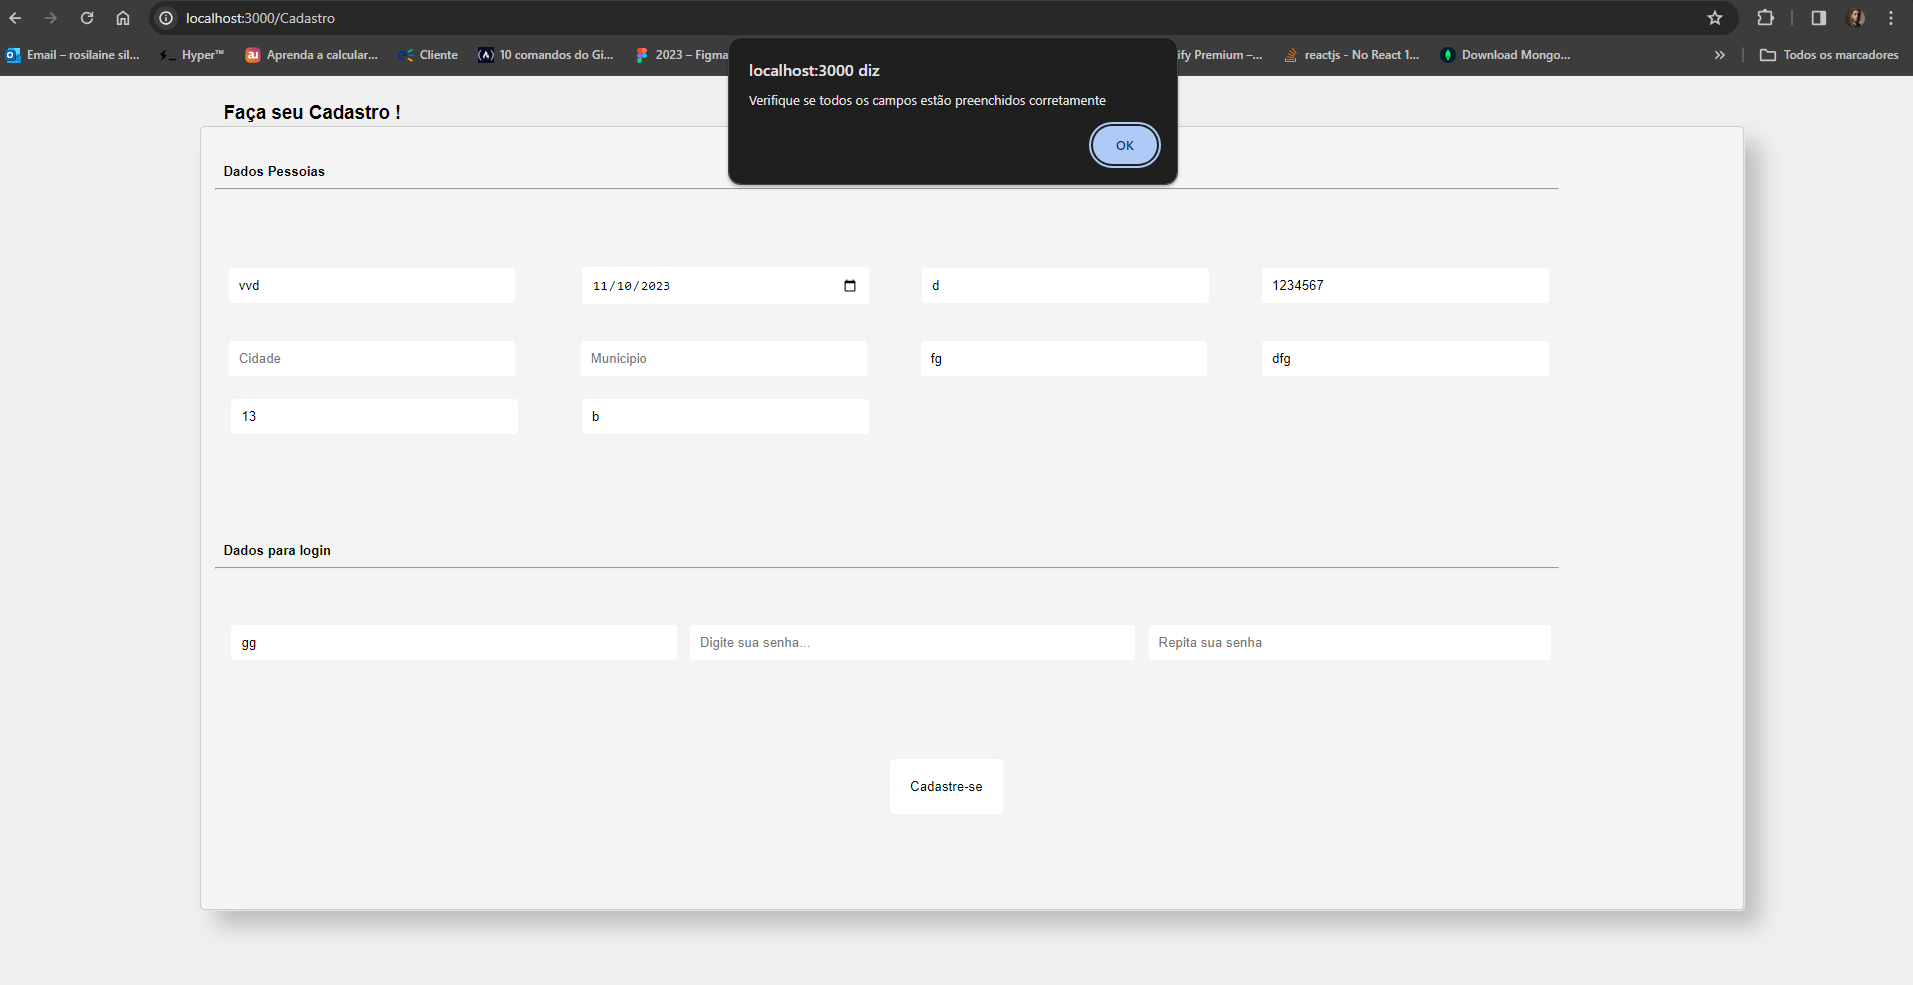 localhost:3000/Cadastro
Email – rosilaine sil... Hyper™ Aprenda a calcular... Cliente 10 comandos do Gi... 2023 – Figma ify Premium –... reactjs - No React 1... Download Mongo... » Todos os marcadores
localhost:3000 diz
Verifique se todos os campos estão preenchidos corretamente
OK
Faça seu Cadastro !
Dados Pessoias
vvd 11/10/2023 d 1234567
Cidade Municipio fg dfg
13 b
Dados para login
gg Digite sua senha... Repita sua senha
Cadastre-se